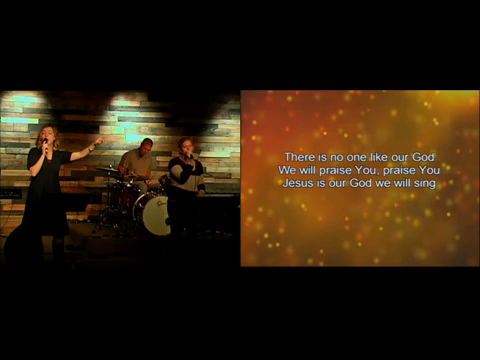 There is no one like our God
We will praise You, praise You
Jesus is our God we will sing